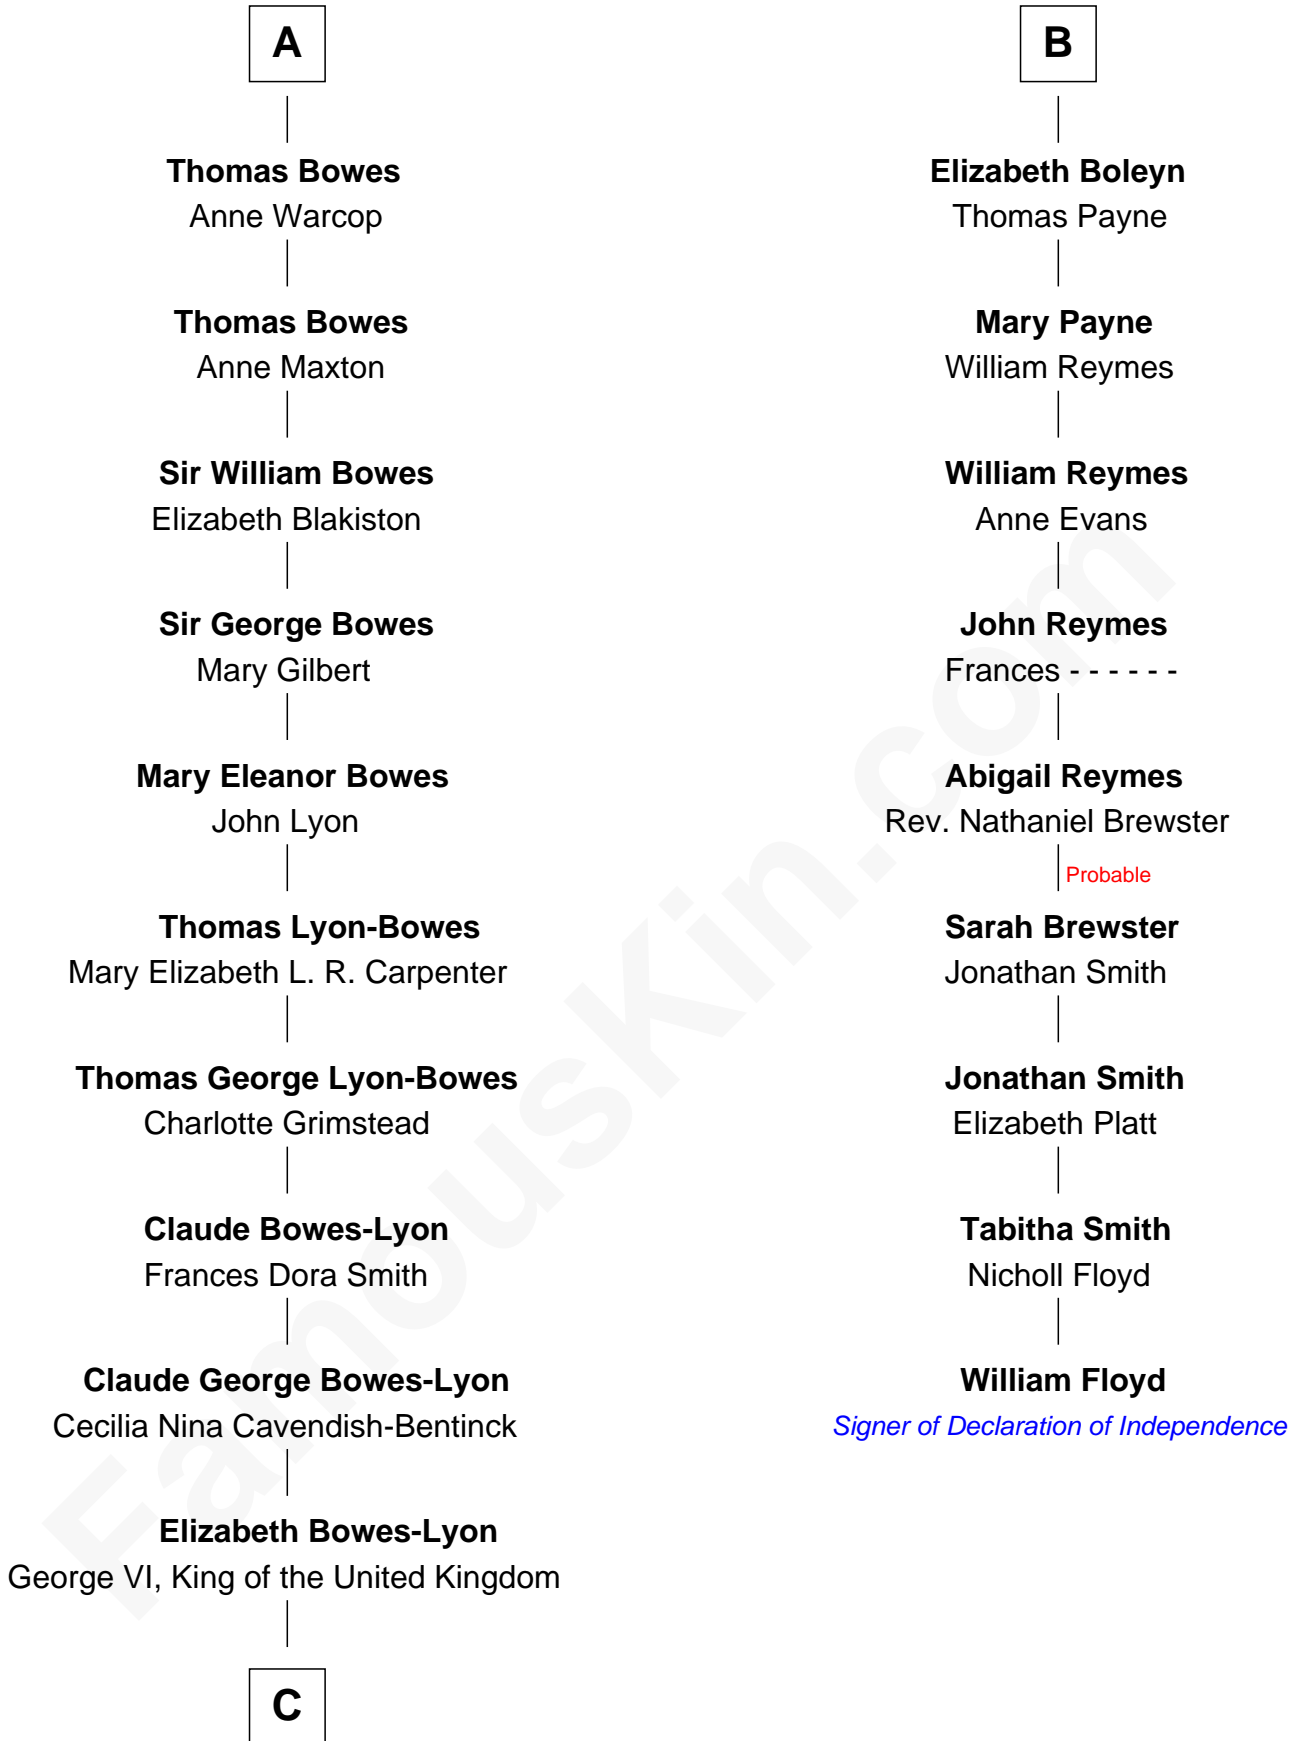 A
Thomas Bowes
Anne Warcop
Thomas Bowes
Anne Maxton
Sir William Bowes
Elizabeth Blakiston
Sir George Bowes
Mary Gilbert
Mary Eleanor Bowes
John Lyon
Thomas Lyon-Bowes
Mary Elizabeth L. R. Carpenter
Thomas George Lyon-Bowes
Charlotte Grimstead
Claude Bowes-Lyon
Frances Dora Smith
Claude George Bowes-Lyon
Cecilia Nina Cavendish-Bentinck
Elizabeth Bowes-Lyon
George VI, King of the United Kingdom
C
B
Elizabeth Boleyn
Thomas Payne
Mary Payne
William Reymes
William Reymes
Anne Evans
John Reymes
Frances - - - - - -
Abigail Reymes
Rev. Nathaniel Brewster
Probable
Sarah Brewster
Jonathan Smith
Jonathan Smith
Elizabeth Platt
Tabitha Smith
Nicholl Floyd
William Floyd
Signer of Declaration of Independence
FamousKin.com